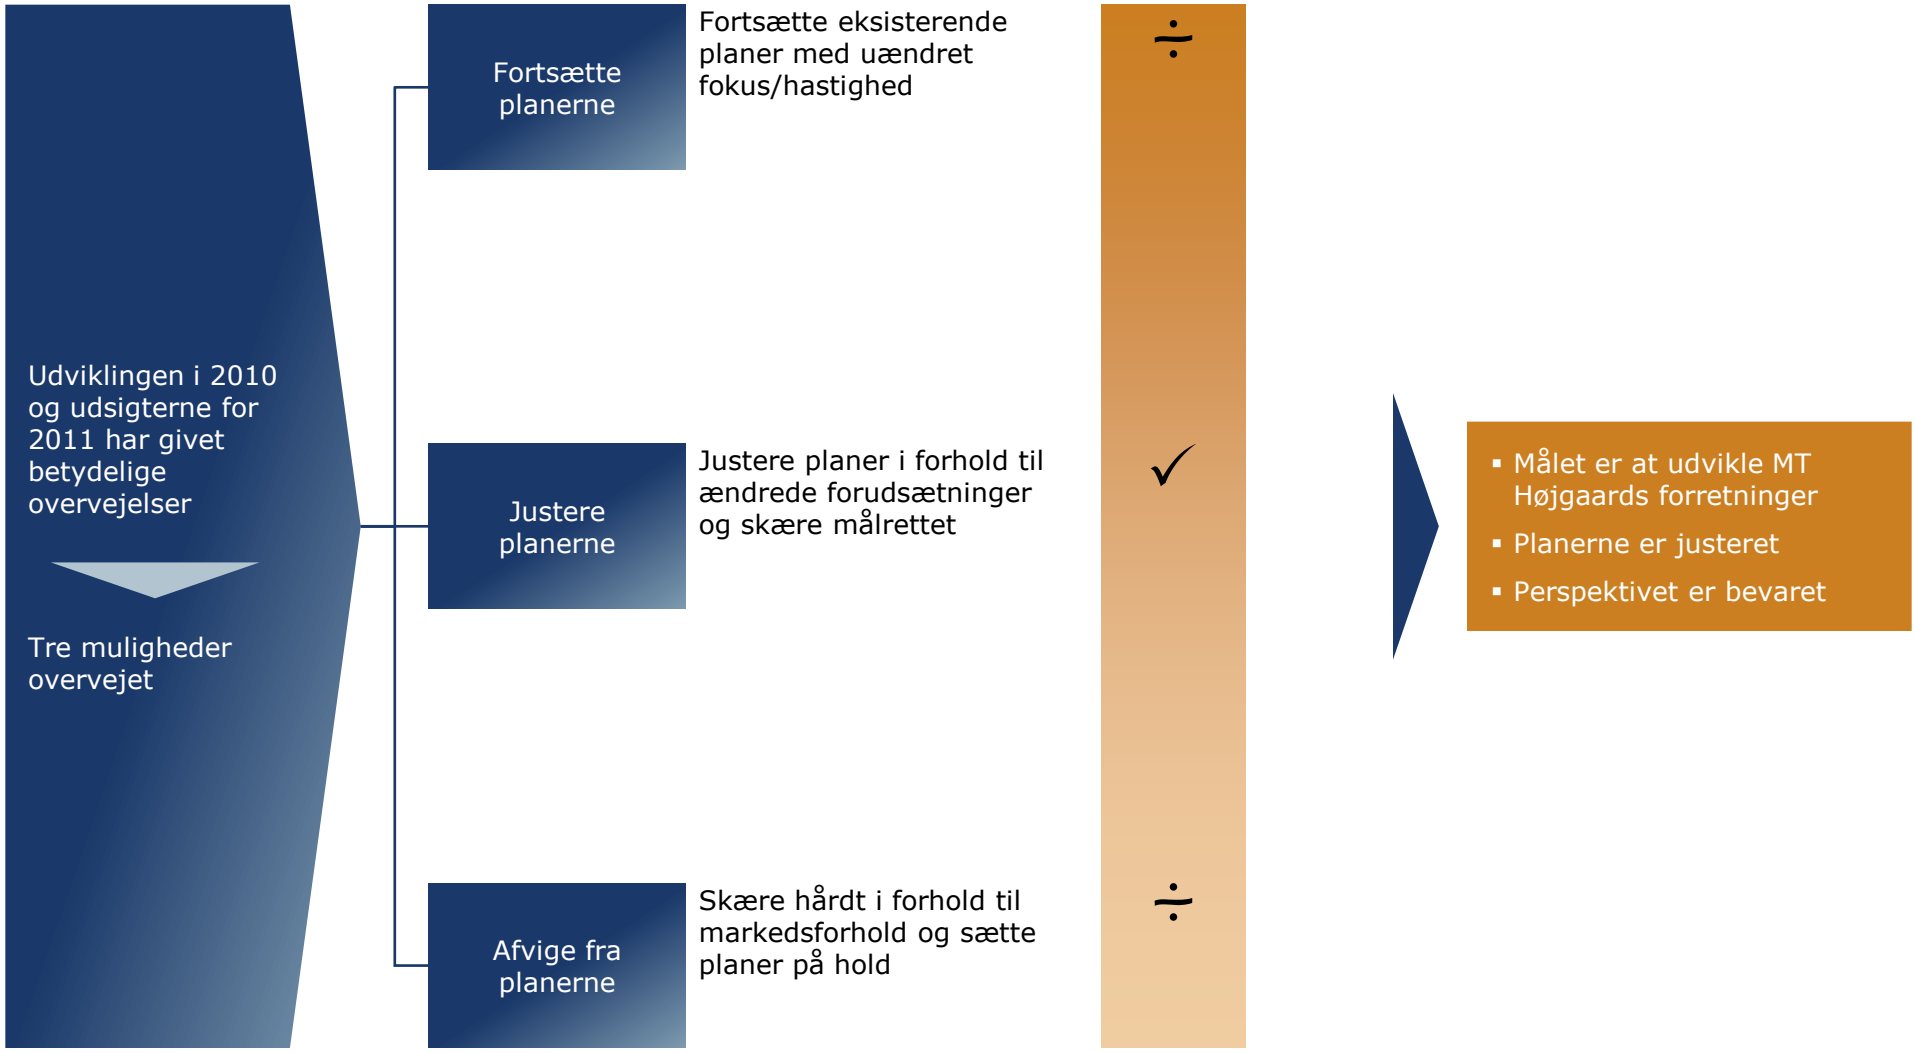 Udviklingen i 2010
og udsigterne for
2011 har givet
betydelige
overvejelser
Tre muligheder
overvejet
Fortsætte
planerne
Fortsætte eksisterende
planer med uændret
fokus/hastighed
÷
Justere
planerne
Justere planer i forhold til
ændrede forudsætninger
og skære målrettet
✓
Afvige fra
planerne
Skære hårdt i forhold til
markedsforhold og sætte
planer på hold
÷
▪ Målet er at udvikle MT
Højgaards forretninger
▪ Planerne er justeret
▪ Perspektivet er bevaret